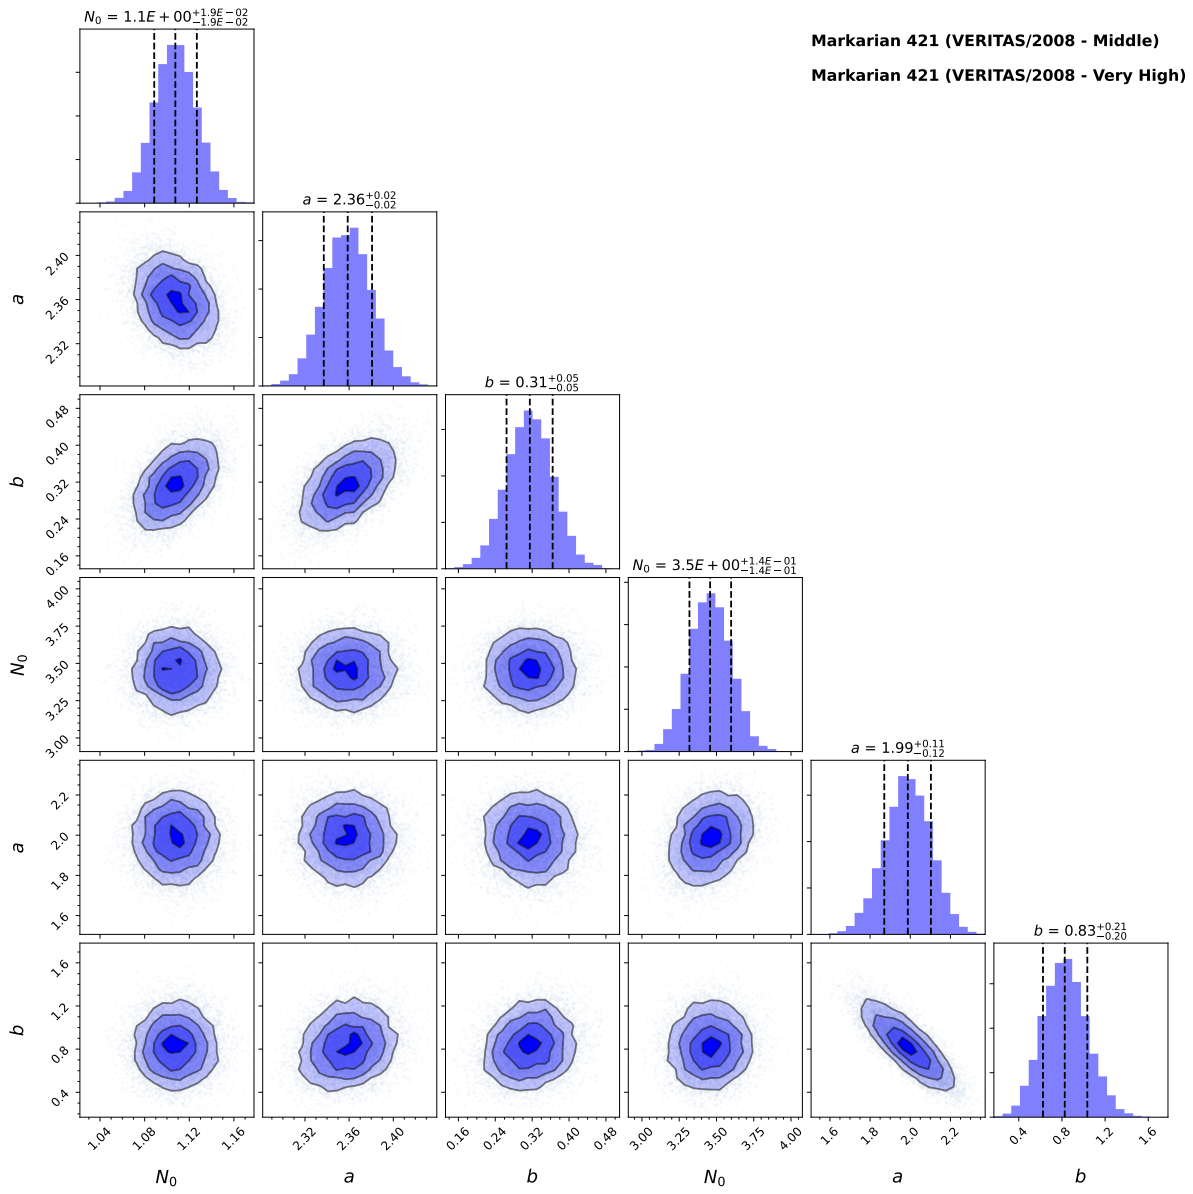 N₀ = 1.1E + 00 +1.9E−02 −1.9E−02
Markarian 421 (VERITAS/2008 - Middle)
Markarian 421 (VERITAS/2008 - Very High)
a = 2.36 +0.02 −0.02
a
2.40
2.36
2.32
b = 0.31 +0.05 −0.05
b
0.48
0.40
0.32
0.24
0.16
N₀ = 3.5E + 00 +1.4E−01 −1.4E−01
N₀
4.00
3.75
3.50
3.25
3.00
a = 1.99 +0.11 −0.12
a
2.2
2.0
1.8
1.6
b = 0.83 +0.21 −0.20
b
1.6
1.2
0.8
0.4
1.04 1.08 1.12 1.16 2.32 2.36 2.40 0.16 0.24 0.32 0.40 0.48 3.00 3.25 3.50 3.75 4.00 1.6 1.8 2.0 2.2 0.4 0.8 1.2 1.6
N₀ a b N₀ a b